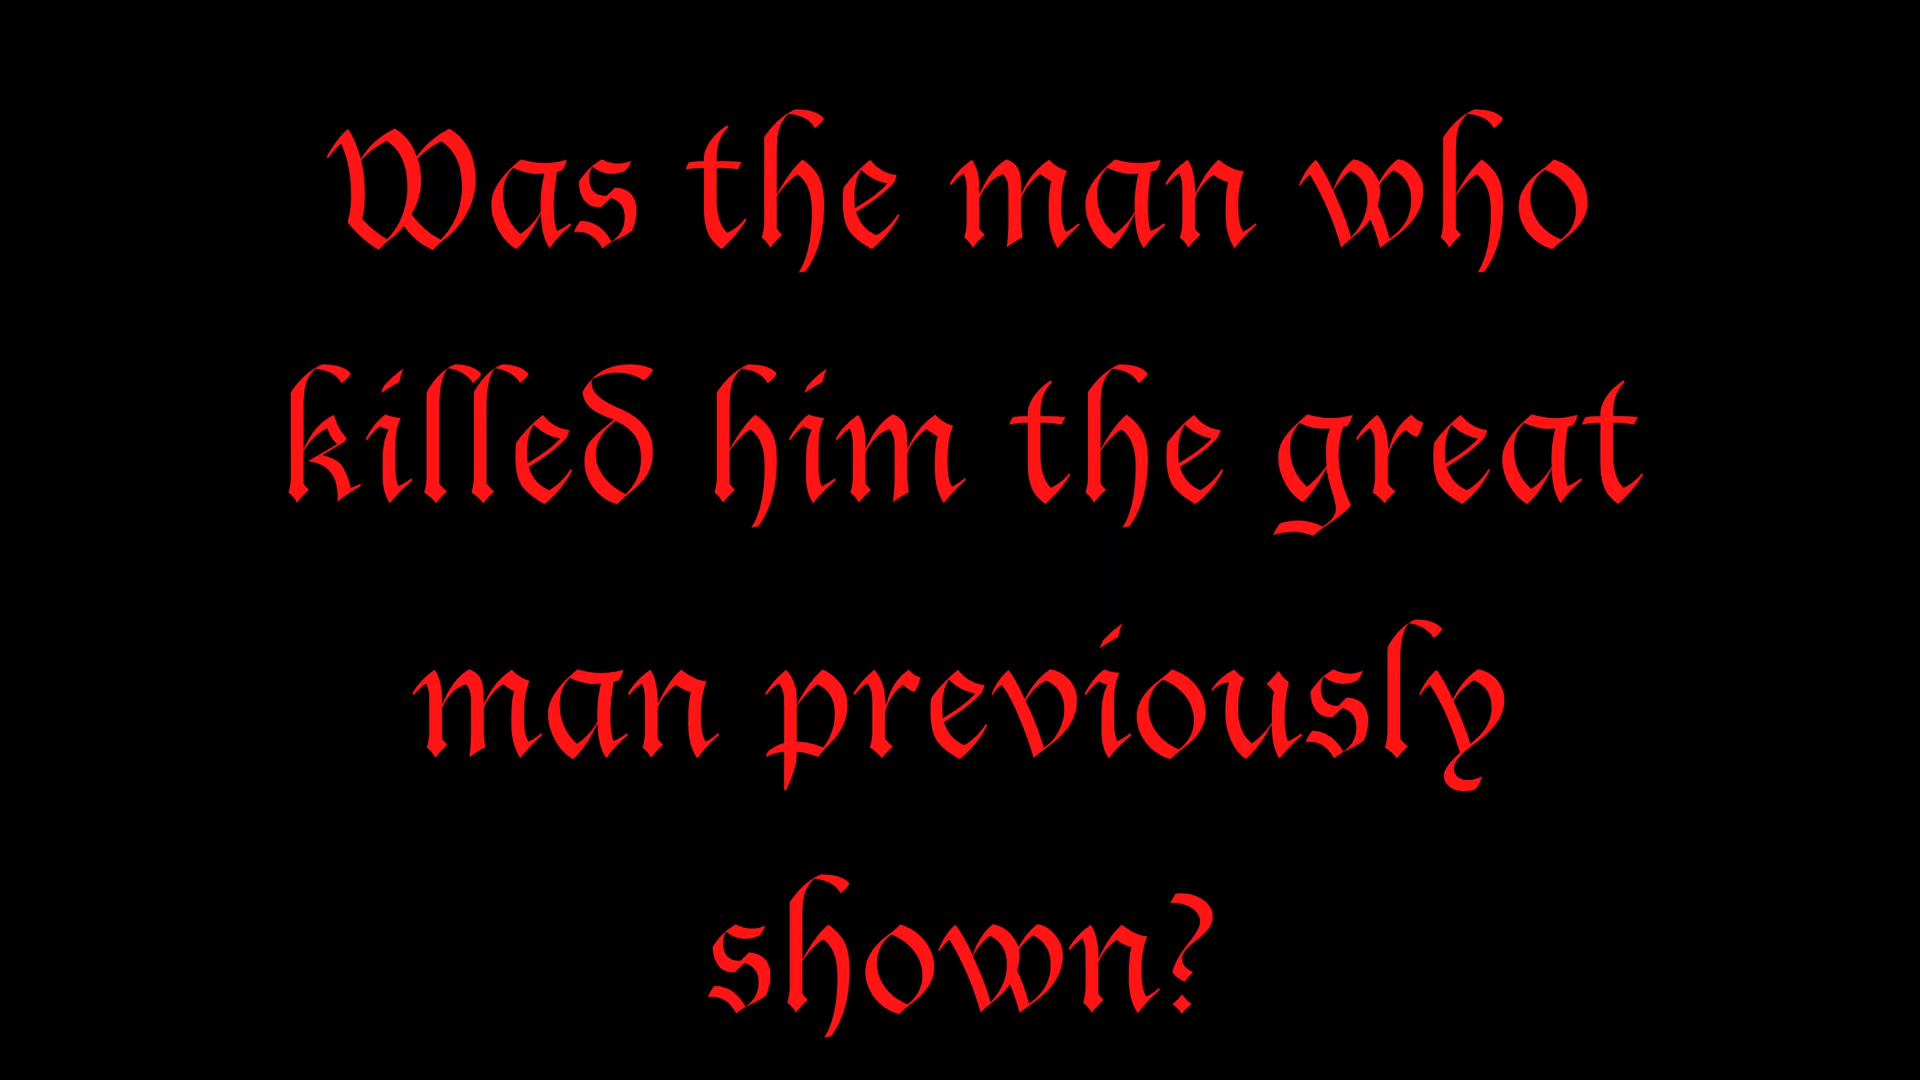 Was the man who
killed him the great
man previously
shown?